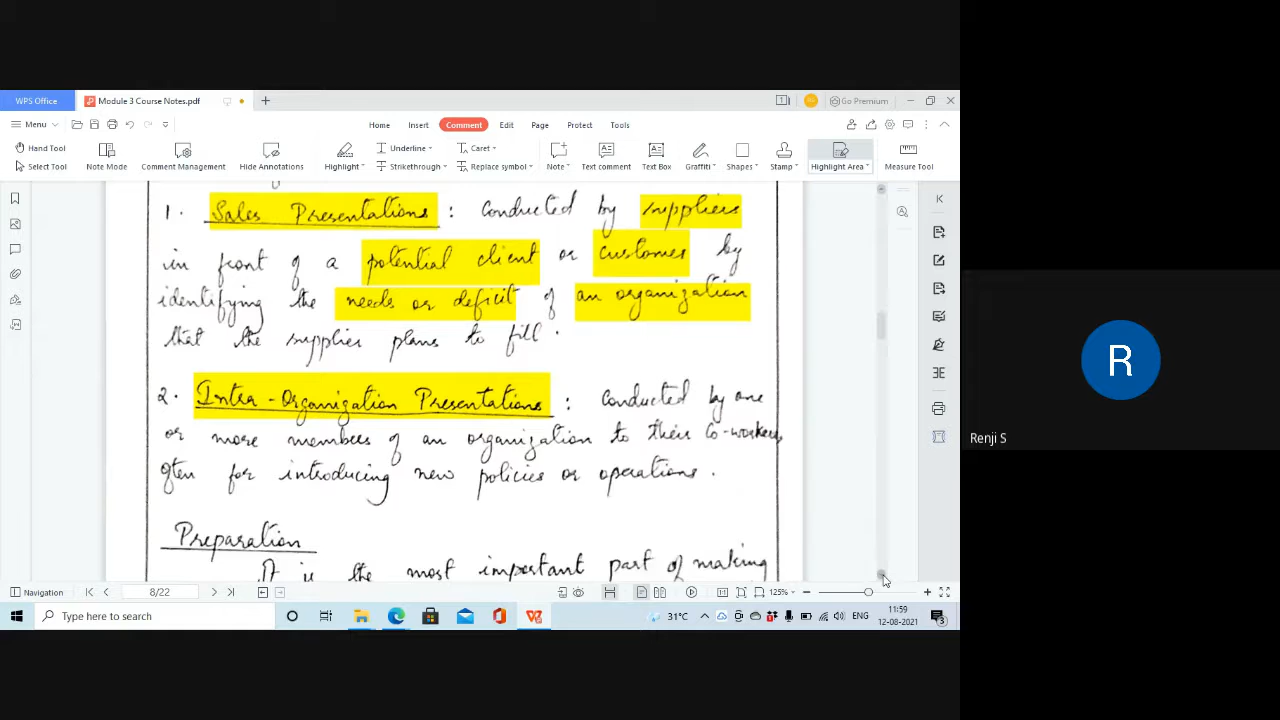 WPS Office
Module 3 Course Notes.pdf
Go Premium
Menu
Home Insert Comment Edit Page Protect Tools
Hand Tool
Select Tool
Note Mode
Comment Management
Hide Annotations
Highlight
Underline
Strikethrough
Caret
Replace symbol
Note
Text comment
Text Box
Graffiti
Shapes
Stamp
Highlight Area
Measure Tool
1. Sales Presentations : conducted by suppliers
in front of a potential client or customer by
identifying the needs or deficit of an organization
that the supplier plans to fill.
2. Intra - Organization Presentations : conducted by one
or more members of an organization to their co-workers,
often for introducing new policies or operations.
Preparation
It is the most important part of making
R
Renji S
Navigation
8/22
125%
Type here to search
31°C
ENG
11:59
12-08-2021
3